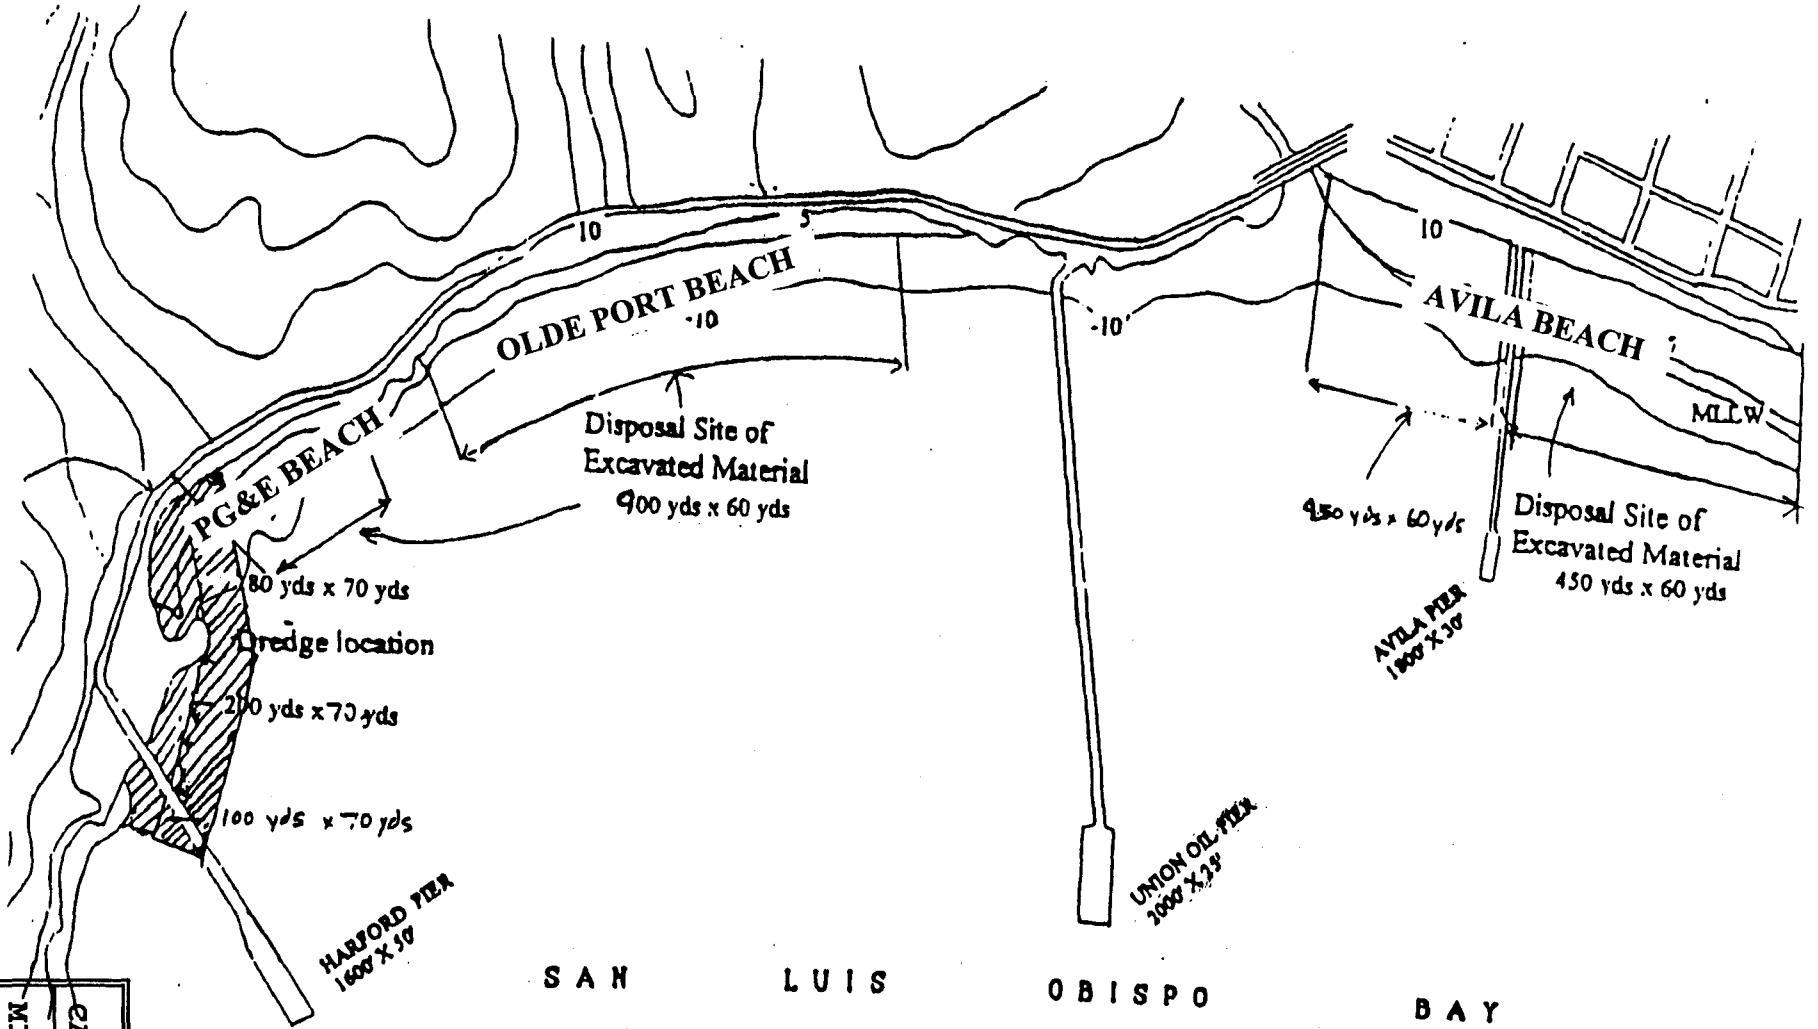 10
5
10
OLDE PORT BEACH
-10
-10'
AVILA BEACH
MLLW
PG&E BEACH
Disposal Site of
Excavated Material
900 yds x 60 yds
450 yds x 60 yds
Disposal Site of
Excavated Material
450 yds x 60 yds
80 yds x 70 yds
Dredge location
200 yds x 70 yds
100 yds x 70 yds
AVILA PIER
1800' X 30'
UNION OIL PIER
HARFORD PIER
1600' X 50'
SAN LUIS OBISPO BAY